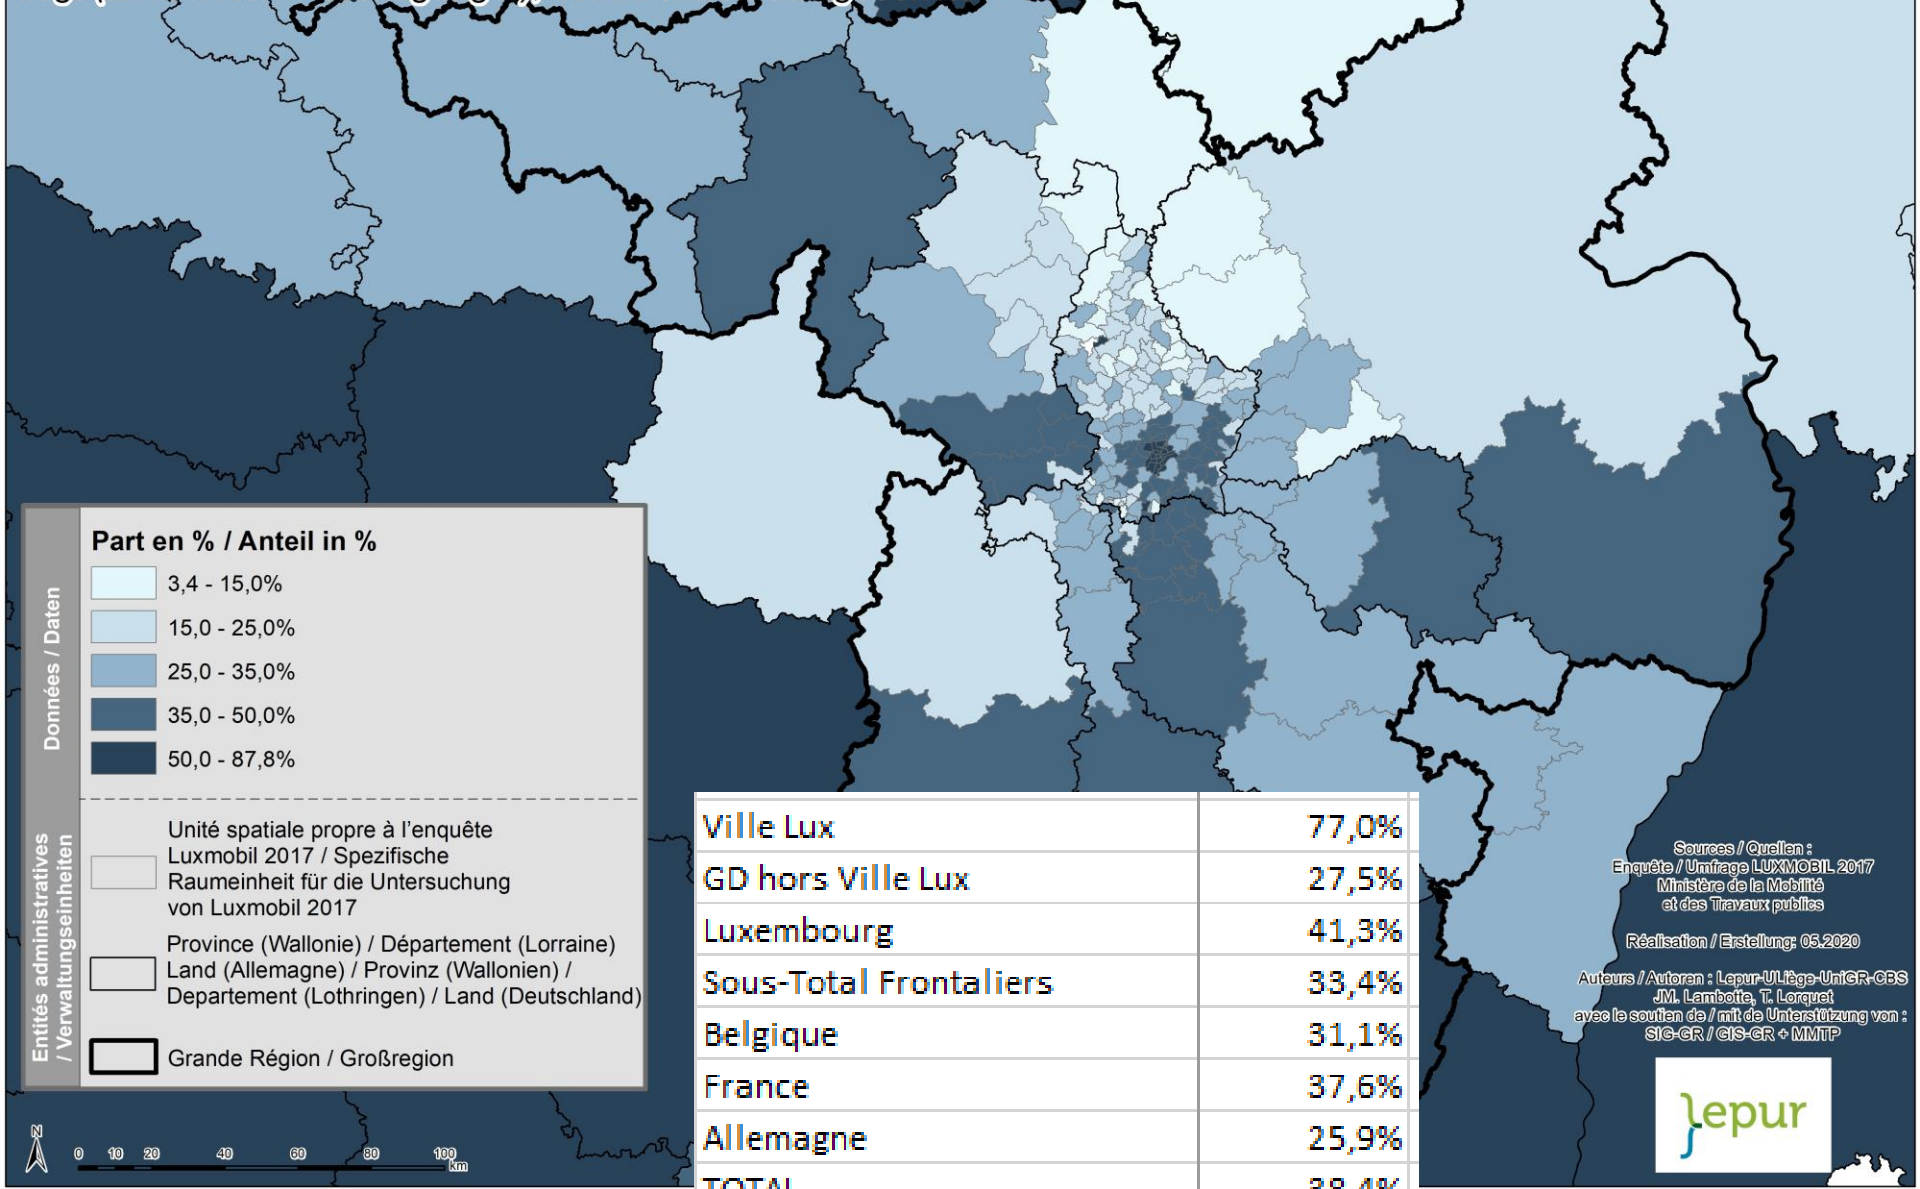 Part en % / Anteil in %
3,4 - 15,0%
15,0 - 25,0%
25,0 - 35,0%
35,0 - 50,0%
50,0 - 87,8%
Données / Daten
Unité spatiale propre à l'enquête
Luxmobil 2017 / Spezifische
Raumeinheit für die Untersuchung
von Luxmobil 2017
Province (Wallonie) / Département (Lorraine)
Land (Allemagne) / Provinz (Wallonien) /
Departement (Lothringen) / Land (Deutschland)
Grande Région / Großregion
Entités administratives
/ Verwaltungseinheiten
N
0 10 20 40 60 80 100
km
Ville Lux 77,0%
GD hors Ville Lux 27,5%
Luxembourg 41,3%
Sous-Total Frontaliers 33,4%
Belgique 31,1%
France 37,6%
Allemagne 25,9%
TOTAL 38,4%
Sources / Quellen :
Enquête / Umfrage LUXMOBIL 2017
Ministère de la Mobilité
et des Travaux publics
Réalisation / Erstellung: 05.2020
Auteurs / Autoren : Lepur-ULiège-UniGR-CBS
JM. Lambotte, T. Lorquet
avec le soutien de / mit de Unterstützung von :
SIG-GR / GIS-GR + MMTP
lepur